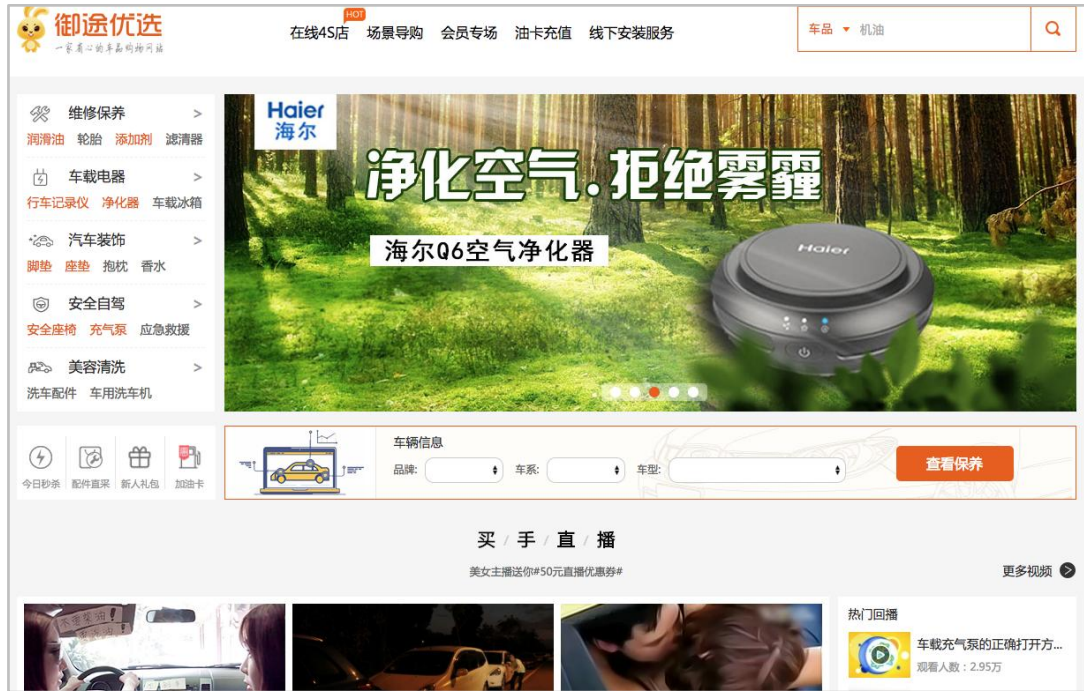 御途优选
一家有心的车品购物网站
HOT
在线4S店 场景导购 会员专场 油卡充值 线下安装服务
车品 ▼ 机油
维修保养 >
润滑油 轮胎 添加剂 滤清器
车载电器 >
行车记录仪 净化器 车载冰箱
汽车装饰 >
脚垫 座垫 抱枕 香水
安全自驾 >
安全座椅 充气泵 应急救援
美容清洗 >
洗车配件 车用洗车机
Haier
海尔
净化空气.拒绝雾霾
海尔Q6空气净化器
Haier
今日秒杀 配件直采 新人礼包 加油卡
车辆信息
品牌: 车系: 车型:
查看保养
买/手/直/播
美女主播送你#50元直播优惠券#
更多视频
热门回播
车载充气泵的正确打开方...
观看人数：2.95万